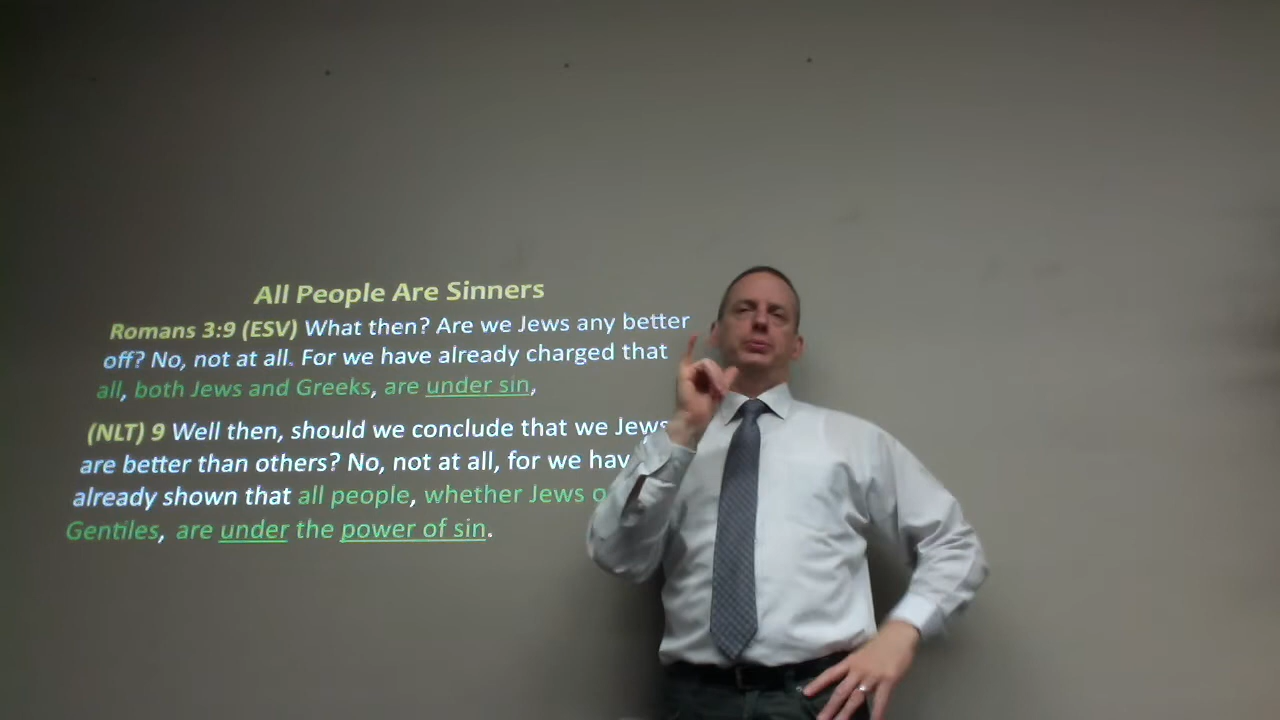 All People Are Sinners
Romans 3:9 (ESV) What then? Are we Jews any better
off? No, not at all. For we have already charged that
all, both Jews and Greeks, are under sin,
(NLT) 9 Well then, should we conclude that we Jews
are better than others? No, not at all, for we hav
already shown that all people, whether Jews o
Gentiles, are under the power of sin.